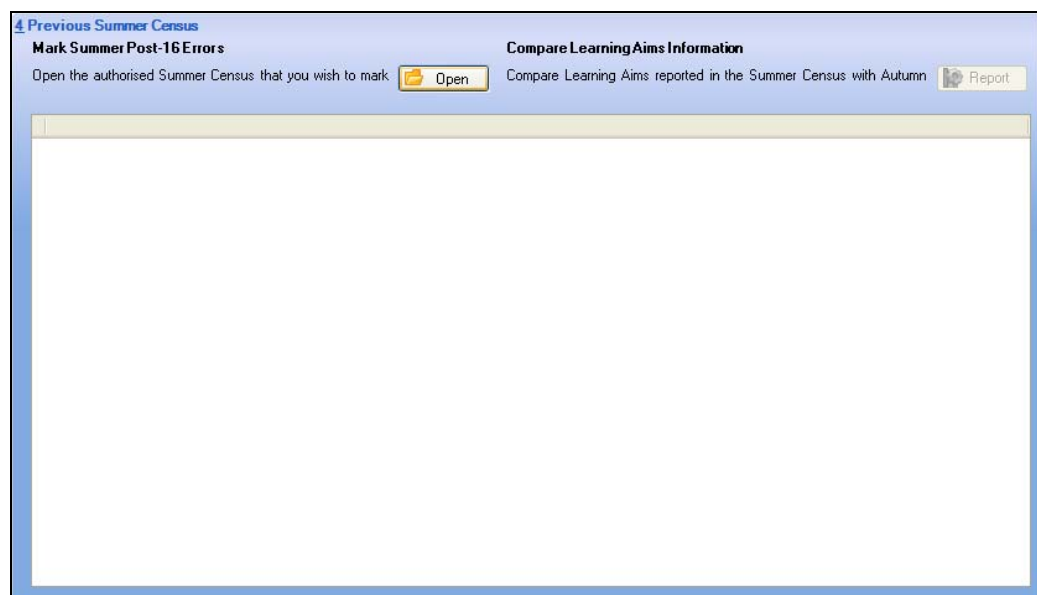 4 Previous Summer Census
Mark Summer Post-16 Errors
Compare Learning Aims Information
Open the authorised Summer Census that you wish to mark
Open
Compare Learning Aims reported in the Summer Census with Autumn
Report